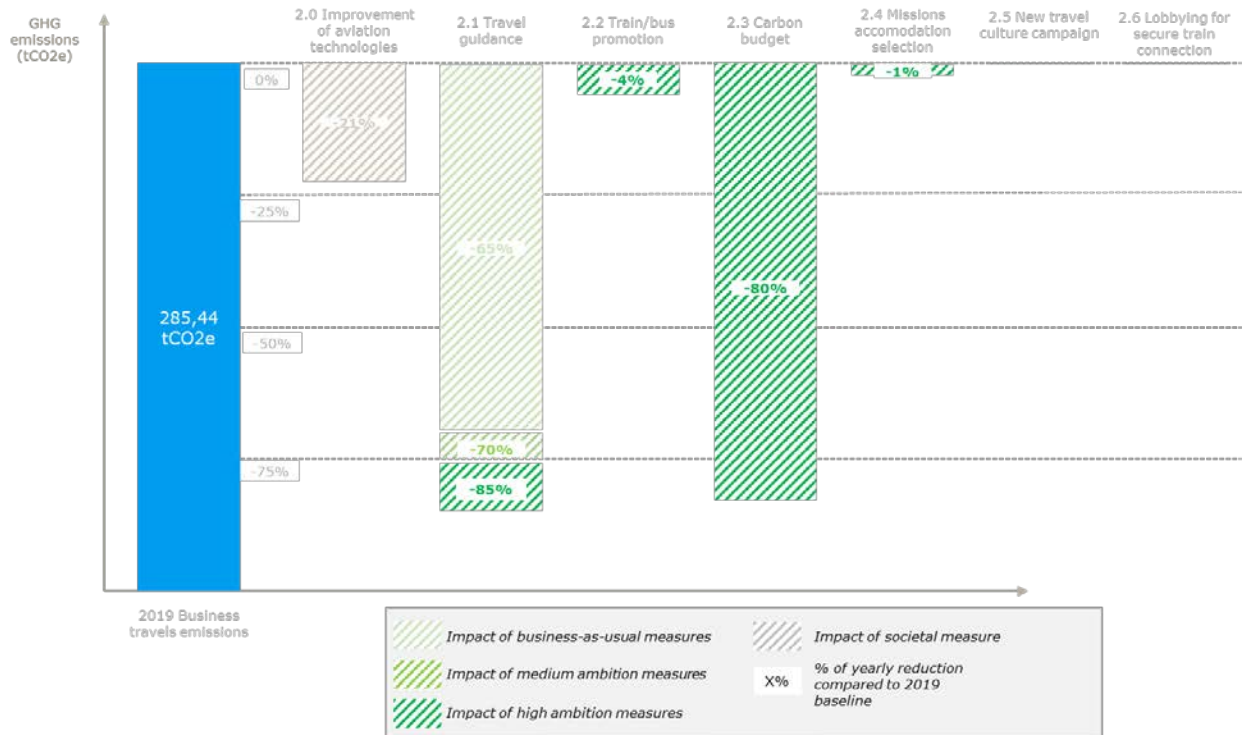 GHG
emissions
(tCO2e)
2.0 Improvement
of aviation
technologies
2.1 Travel
guidance
2.2 Train/bus
promotion
2.3 Carbon
budget
2.4 Missions
accomodation
selection
2.5 New travel
culture campaign
2.6 Lobbying for
secure train
connection
0%
-4%
-1%
-21%
-25%
-65%
-80%
285,44
tCO2e
-50%
-70%
-75%
-85%
2019 Business
travels emissions
Impact of business-as-usual measures
Impact of medium ambition measures
Impact of high ambition measures
Impact of societal measure
X%
% of yearly reduction
compared to 2019
baseline